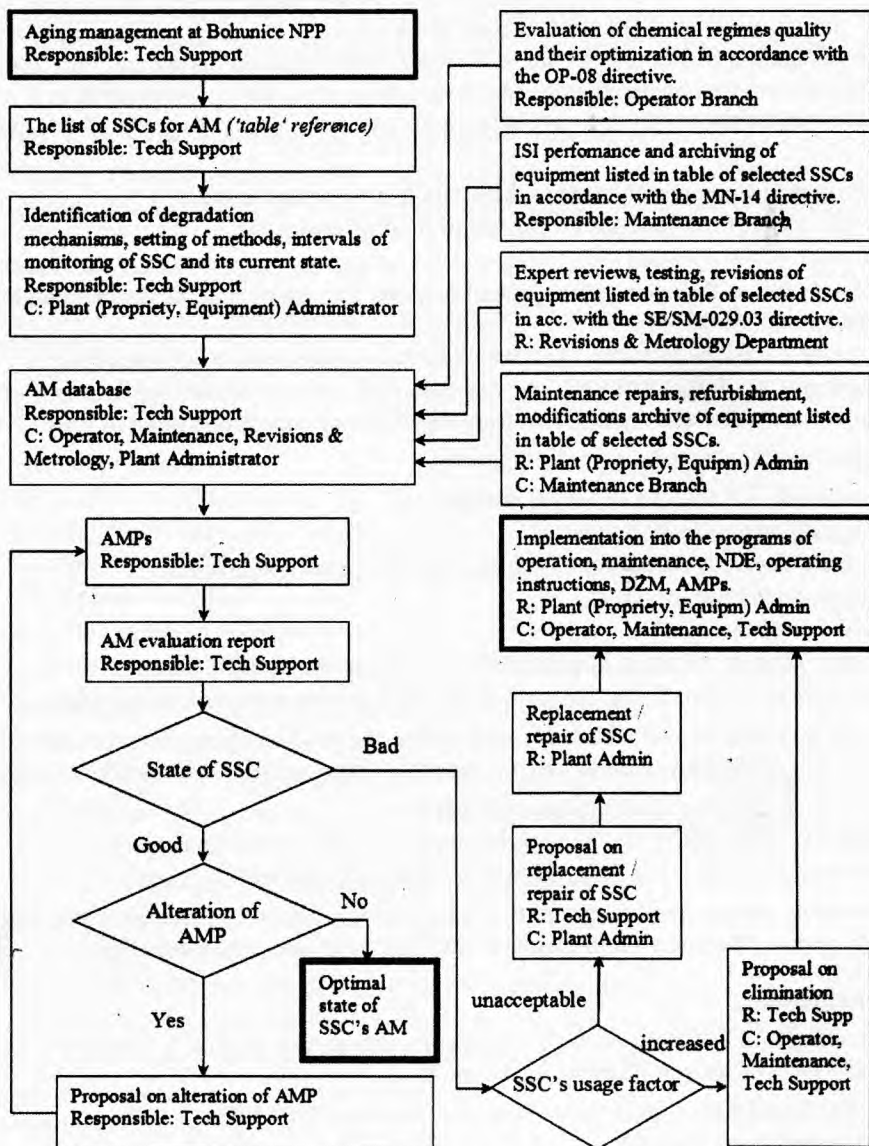 Aging management at Bohunice NPP
Responsible: Tech Support
The list of SSCs for AM (‘table‘ reference)
Responsible: Tech Support
Identification of degradation
mechanisms, setting of methods, intervals of
monitoring of SSC and its current state.
Responsible: Tech Support
C: Plant (Propriety, Equipment) Administrator
AM database
Responsible: Tech Support
C: Operator, Maintenance, Revisions &
Metrology, Plant Administrator
AMPs
Responsible: Tech Support
AM evaluation report
Responsible: Tech Support
State of SSC
Bad
Good
Alteration of
AMP
No
Optimal
state of
SSC's AM
Yes
Proposal on alteration of AMP
Responsible: Tech Support
Evaluation of chemical regimes quality
and their optimization in accordance with
the OP-08 directive.
Responsible: Operator Branch
ISI perfomance and archiving of
equipment listed in table of selected SSCs
in accordance with the MN-14 directive.
Responsible: Maintenance Branch
Expert reviews, testing, revisions of
equipment listed in table of selected SSCs
in acc. with the SE/SM-029.03 directive.
R: Revisions & Metrology Department
Maintenance repairs, refurbishment,
modifications archive of equipment listed
in table of selected SSCs.
R: Plant (Propriety, Equipm) Admin
C: Maintenance Branch
Implementation into the programs of
operation, maintenance, NDE, operating
instructions, DŽM, AMPs.
R: Plant (Propriety, Equipm) Admin
C: Operator, Maintenance, Tech Support
Replacement /
repair of SSC
R: Plant Admin
Proposal on
replacement /
repair of SSC
R: Tech Support
C: Plant Admin
unacceptable
SSC's usage factor
increased
Proposal on
elimination
R: Tech Supp
C: Operator,
Maintenance,
Tech Support